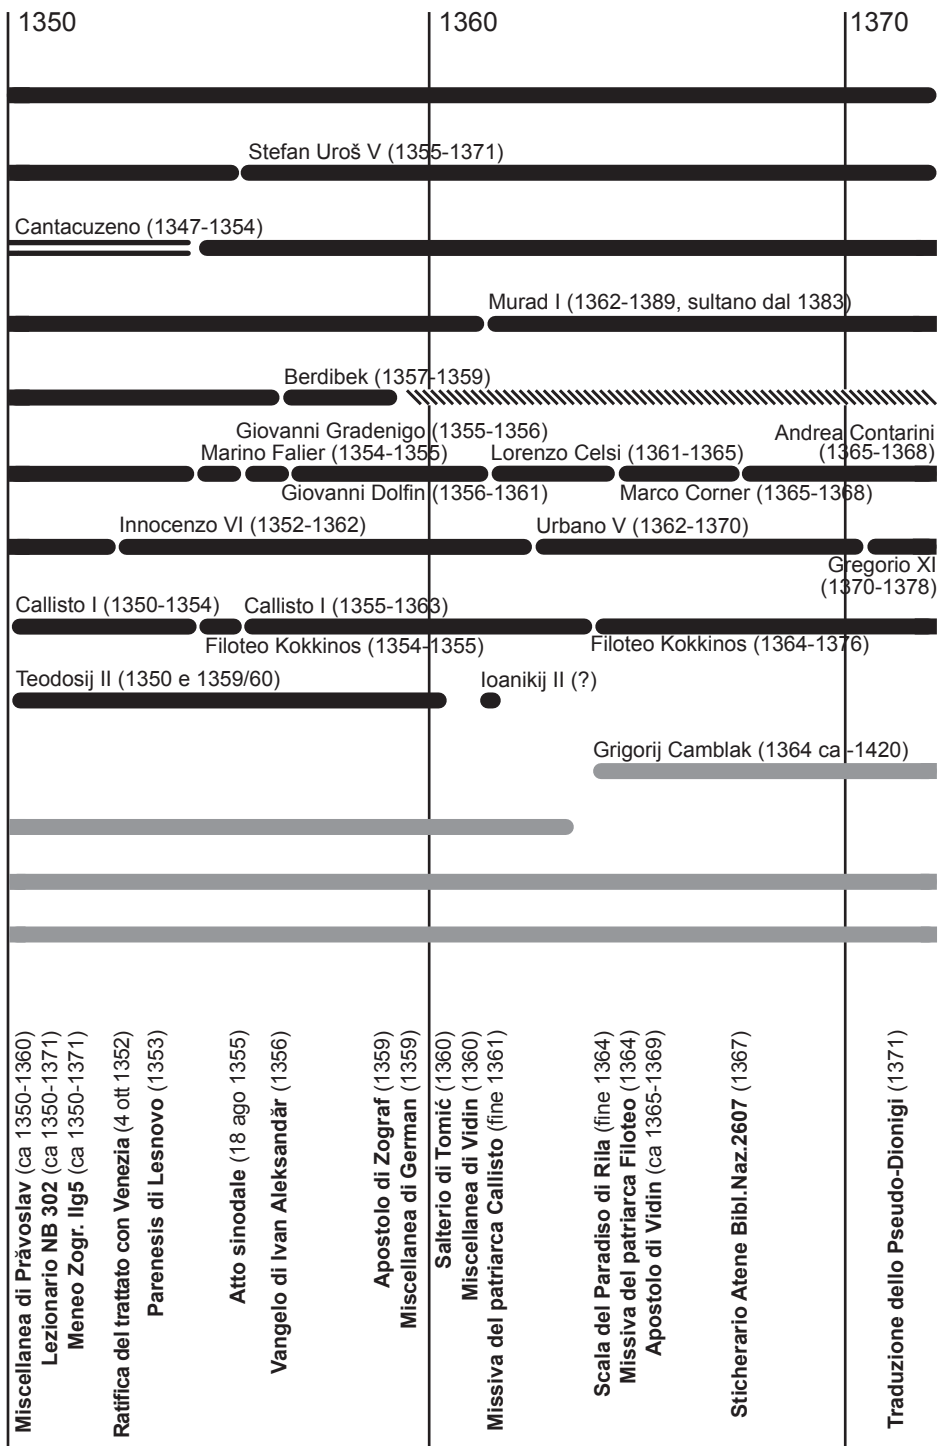 1350
1360
1370
Stefan Uroš V (1355-1371)
Cantacuzeno (1347-1354)
Murad I (1362-1389, sultano dal 1383)
Berdibek (1357-1359)
Giovanni Gradenigo (1355-1356)
Andrea Contarini
Marino Falier (1354-1355)
Lorenzo Celsi (1361-1365)
(1365-1368)
Giovanni Dolfin (1356-1361)
Marco Corner (1365-1368)
Innocenzo VI (1352-1362)
Urbano V (1362-1370)
Gregorio XI
(1370-1378)
Callisto I (1350-1354)
Callisto I (1355-1363)
Filoteo Kokkinos (1354-1355)
Filoteo Kokkinos (1364-1376)
Teodosij II (1350 e 1359/60)
Ioanikij II (?)
Grigorij Camblak (1364 ca -1420)
Miscellanea di Prăvoslav (ca 1350-1360)
Lezionario NB 302 (ca 1350-1371)
Meneo Zogr. IIg5 (ca 1350-1371)
Ratifica del trattato con Venezia (4 ott 1352)
Parenesis di Lesnovo (1353)
Atto sinodale (18 ago 1355)
Vangelo di Ivan Aleksandăr (1356)
Apostolo di Zograf (1359)
Miscellanea di German (1359)
Salterio di Tomić (1360)
Miscellanea di Vidin (1360)
Missiva del patriarca Callisto (fine 1361)
Scala del Paradiso di Rila (fine 1364)
Missiva del patriarca Filoteo (1364)
Apostolo di Vidin (ca 1365-1369)
Sticherario Atene Bibl.Naz.2607 (1367)
Traduzione dello Pseudo-Dionigi (1371)